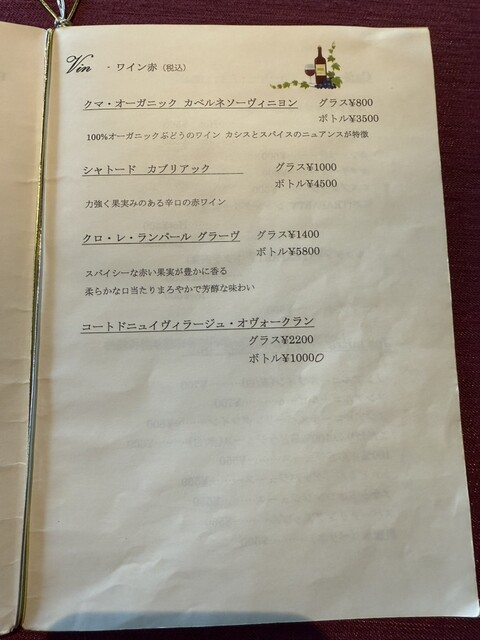 Vin - ワイン赤（税込）
クマ・オーガニック カベルネソーヴィニヨン グラス¥800
ボトル¥3500
100%オーガニックぶどうのワイン カシスとスパイスのニュアンスが特徴
シャトード カブリアック グラス¥1000
ボトル¥4500
力強く果実みのある辛口の赤ワイン
クロ・レ・ランパール グラーヴ グラス¥1400
ボトル¥5800
スパイシーな赤い果実が豊かに香る
柔らかな口当たりまろやかで芳醇な味わい
コートドニュイヴィラージュ・オヴォークラン
グラス¥2200
ボトル¥10000